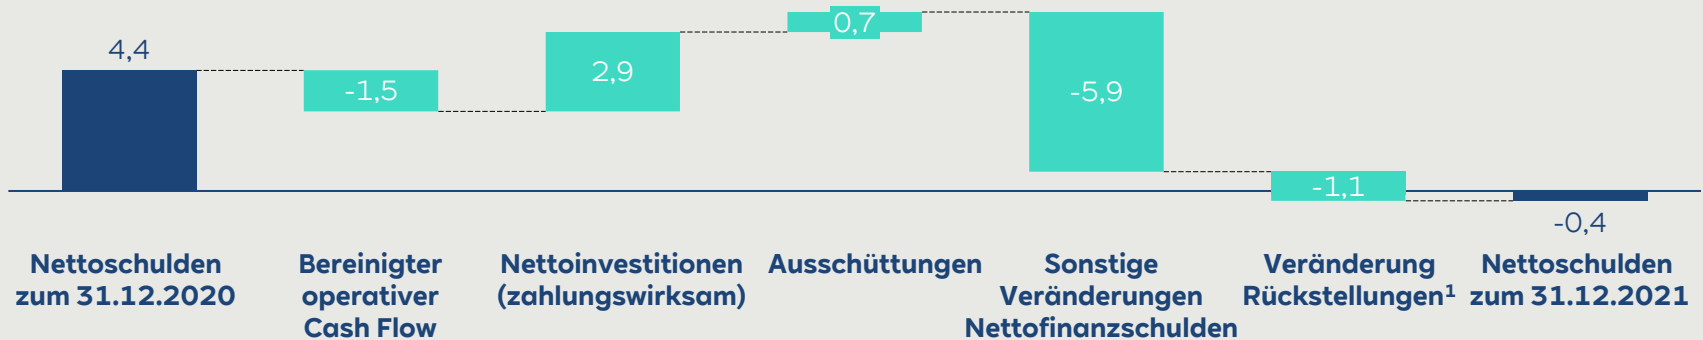 4,4
-1,5
2,9
0,7
-5,9
-1,1
-0,4
Nettoschulden
zum 31.12.2020
Bereinigter
operativer
Cash Flow
Nettoinvestitionen
(zahlungswirksam)
Ausschüttungen
Sonstige
Veränderungen
Nettofinanzschulden
Veränderung
Rückstellungen¹
Nettoschulden
zum 31.12.2021